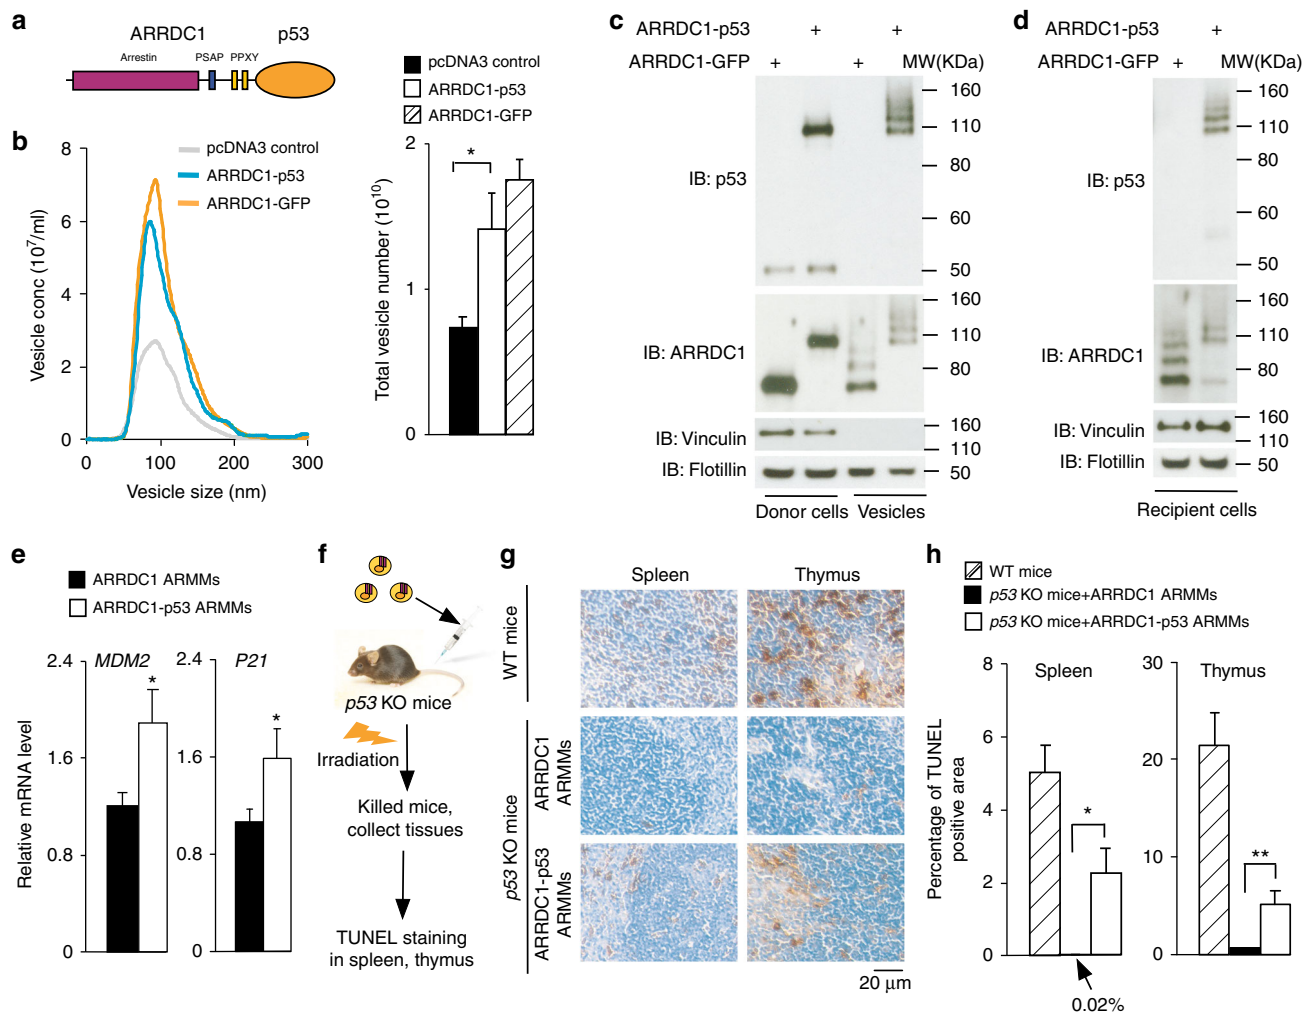 a
ARRDC1 p53
Arrestin PSAP PPXY
pcDNA3 control
ARRDC1-p53
ARRDC1-GFP
b
8
6
4
2
0
0 100 200 300
Vesicle conc (10⁷/ml)
Vesicle size (nm)
pcDNA3 control
ARRDC1-p53
ARRDC1-GFP
Total vesicle number (10¹⁰)
2
1
0
*
c
ARRDC1-p53 + +
ARRDC1-GFP + + MW(KDa)
160
110
80
60
50
IB: p53
160
110
80
IB: ARRDC1
160
110
IB: Vinculin
IB: Flotillin 50
Donor cells Vesicles
d
ARRDC1-p53 +
ARRDC1-GFP + MW(KDa)
160
110
80
60
50
IB: p53
160
110
80
IB: ARRDC1
160
110
IB: Vinculin
IB: Flotillin 50
Recipient cells
e
ARRDC1 ARMMs
ARRDC1-p53 ARMMs
Relative mRNA level
2.4 MDM2
1.6
0.8
0
*
2.4 P21
1.6
0.8
0
*
f
p53 KO mice
Irradiation
Killed mice,
collect tissues
TUNEL staining
in spleen, thymus
g
Spleen Thymus
WT mice
p53 KO mice
ARRDC1
ARMMs
ARRDC1-p53
ARMMs
20 μm
h
WT mice
p53 KO mice+ARRDC1 ARMMs
p53 KO mice+ARRDC1-p53 ARMMs
Percentage of TUNEL
positive area
8
6
4
2
0
Spleen
*
0.02%
30
20
10
0
Thymus
**